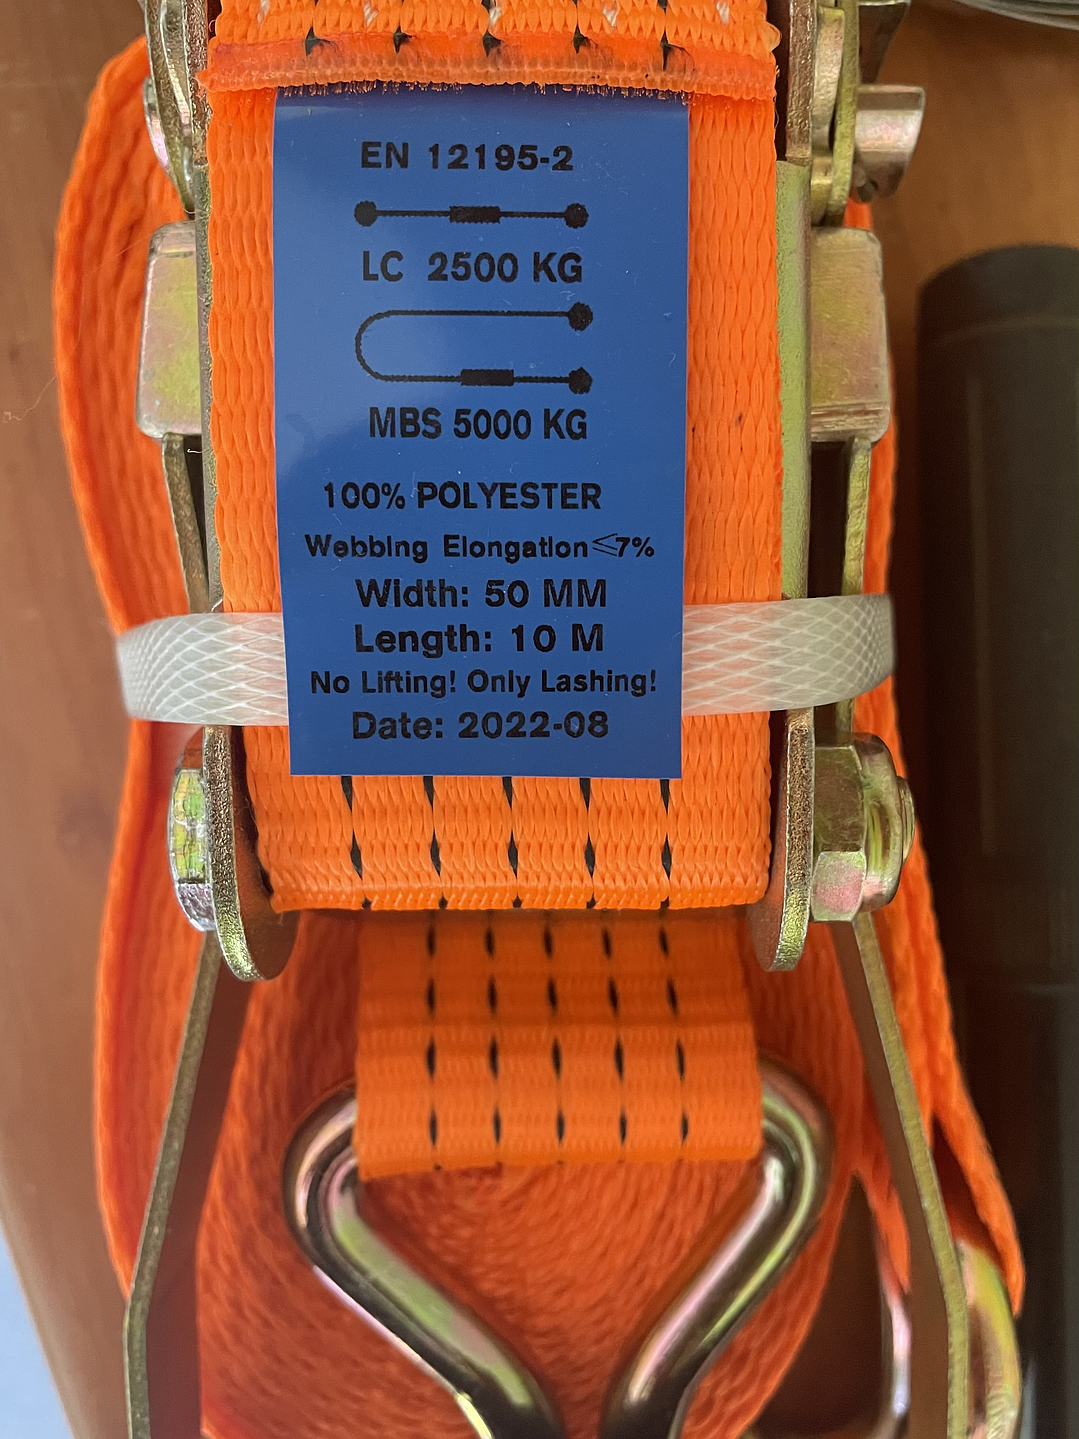 EN 12195-2
LC 2500 KG
MBS 5000 KG
100% POLYESTER
Webbing Elongation≤7%
Width: 50 MM
Length: 10 M
No Lifting! Only Lashing!
Date: 2022-08